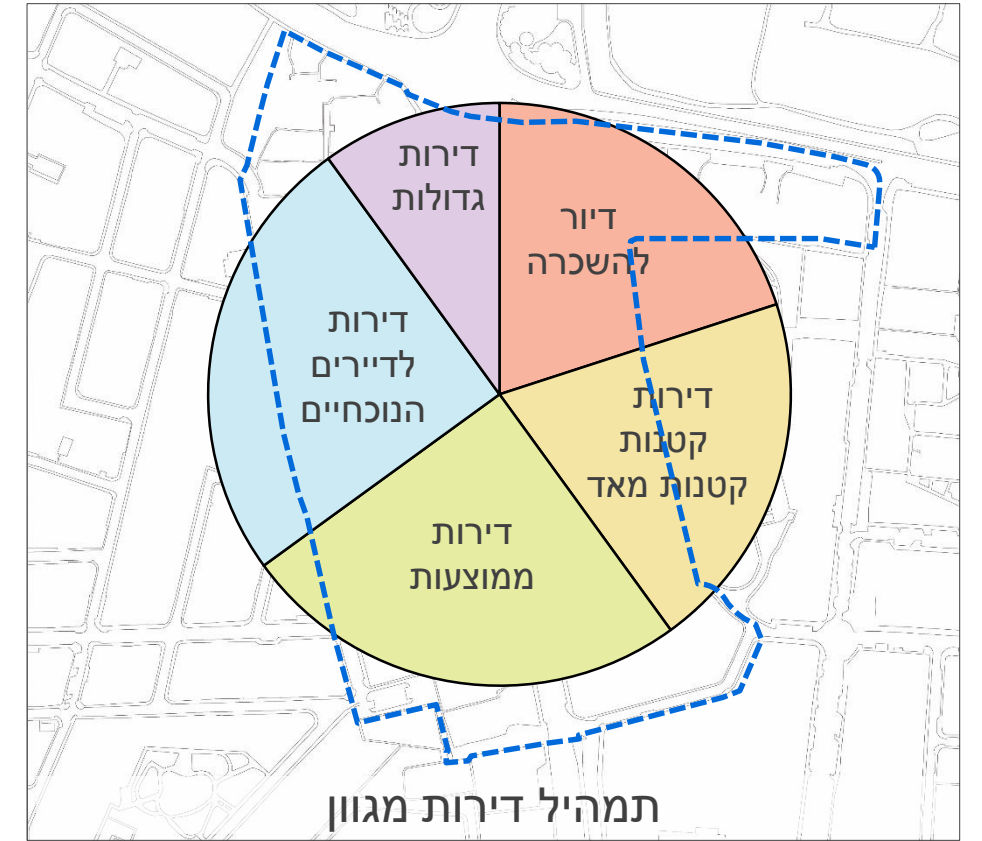 דירות
גדולות
דיור
להשכרה
דירות
לדיירים
הנוכחיים
דירות
קטנות
קטנות מאד
דירות
ממוצעות
תמהיל דירות מגוון